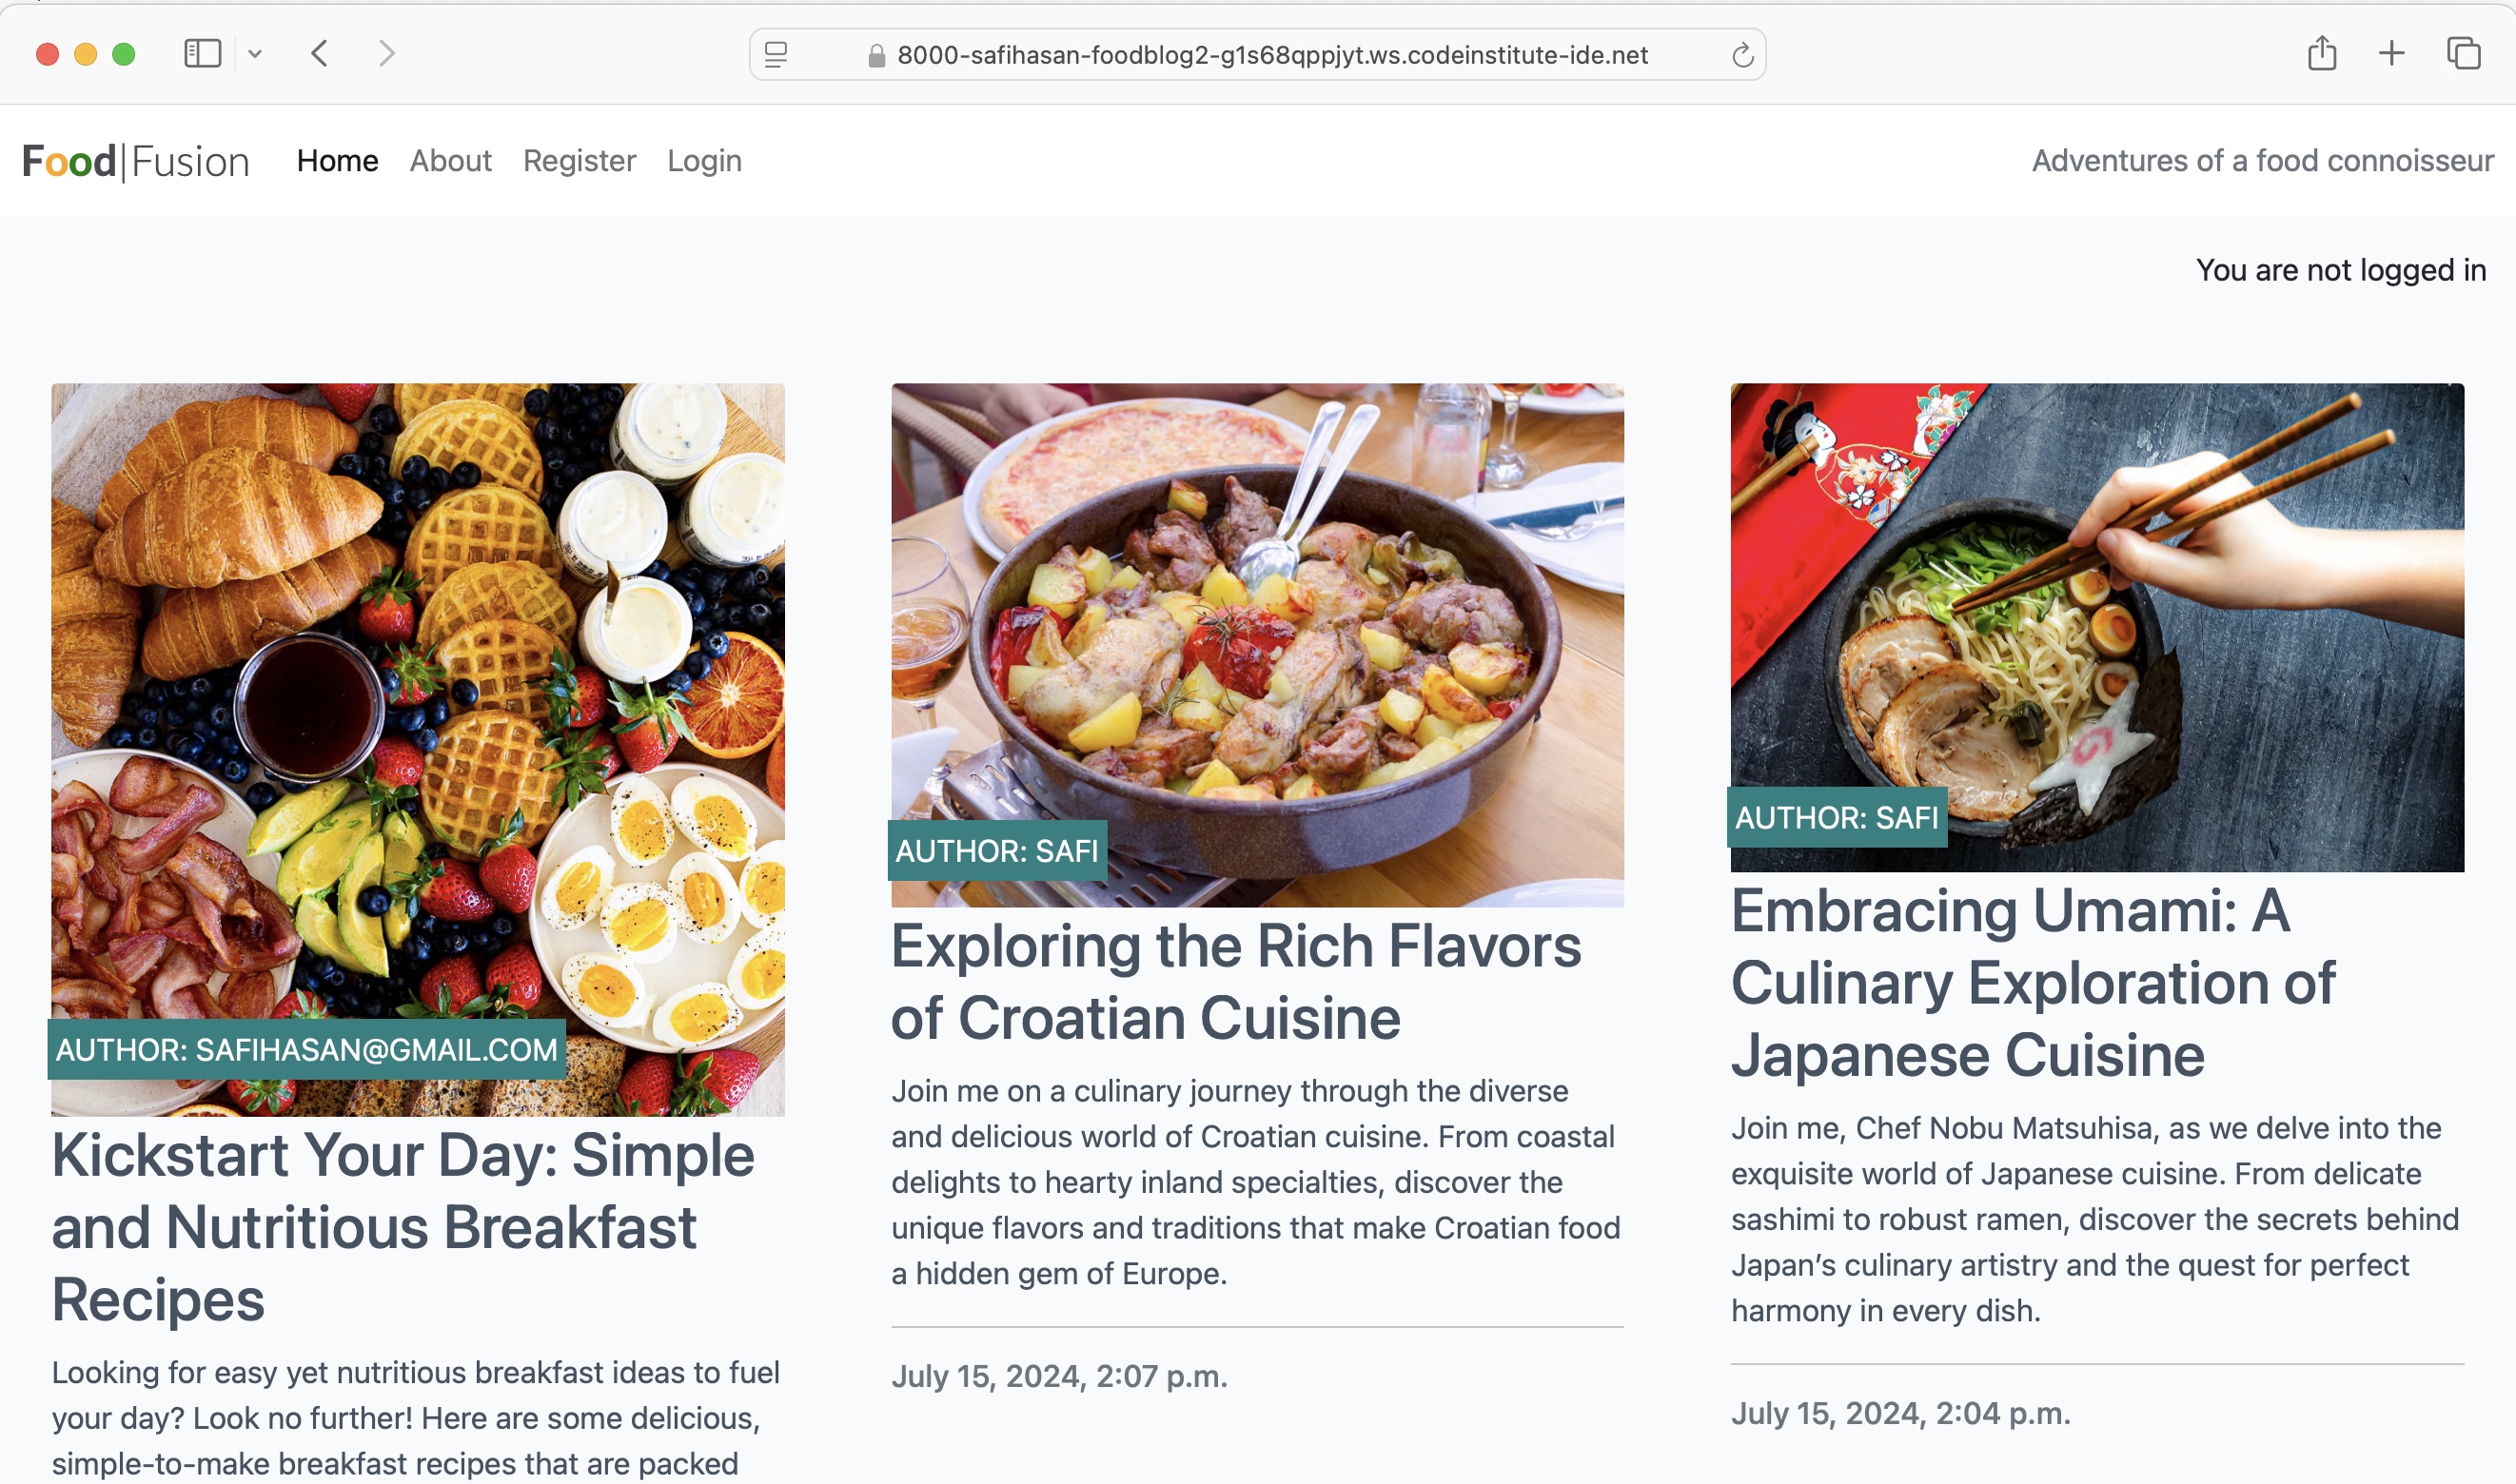 8000-safihasan-foodblog2-g1s68qppjyt.ws.codeinstitute-ide.net
Food|Fusion Home About Register Login Adventures of a food connoisseur
You are not logged in
AUTHOR: SAFIHASAN@GMAIL.COM
Kickstart Your Day: Simple
and Nutritious Breakfast
Recipes
Looking for easy yet nutritious breakfast ideas to fuel
your day? Look no further! Here are some delicious,
simple-to-make breakfast recipes that are packed
AUTHOR: SAFI
Exploring the Rich Flavors
of Croatian Cuisine
Join me on a culinary journey through the diverse
and delicious world of Croatian cuisine. From coastal
delights to hearty inland specialties, discover the
unique flavors and traditions that make Croatian food
a hidden gem of Europe.
July 15, 2024, 2:07 p.m.
AUTHOR: SAFI
Embracing Umami: A
Culinary Exploration of
Japanese Cuisine
Join me, Chef Nobu Matsuhisa, as we delve into the
exquisite world of Japanese cuisine. From delicate
sashimi to robust ramen, discover the secrets behind
Japan’s culinary artistry and the quest for perfect
harmony in every dish.
July 15, 2024, 2:04 p.m.